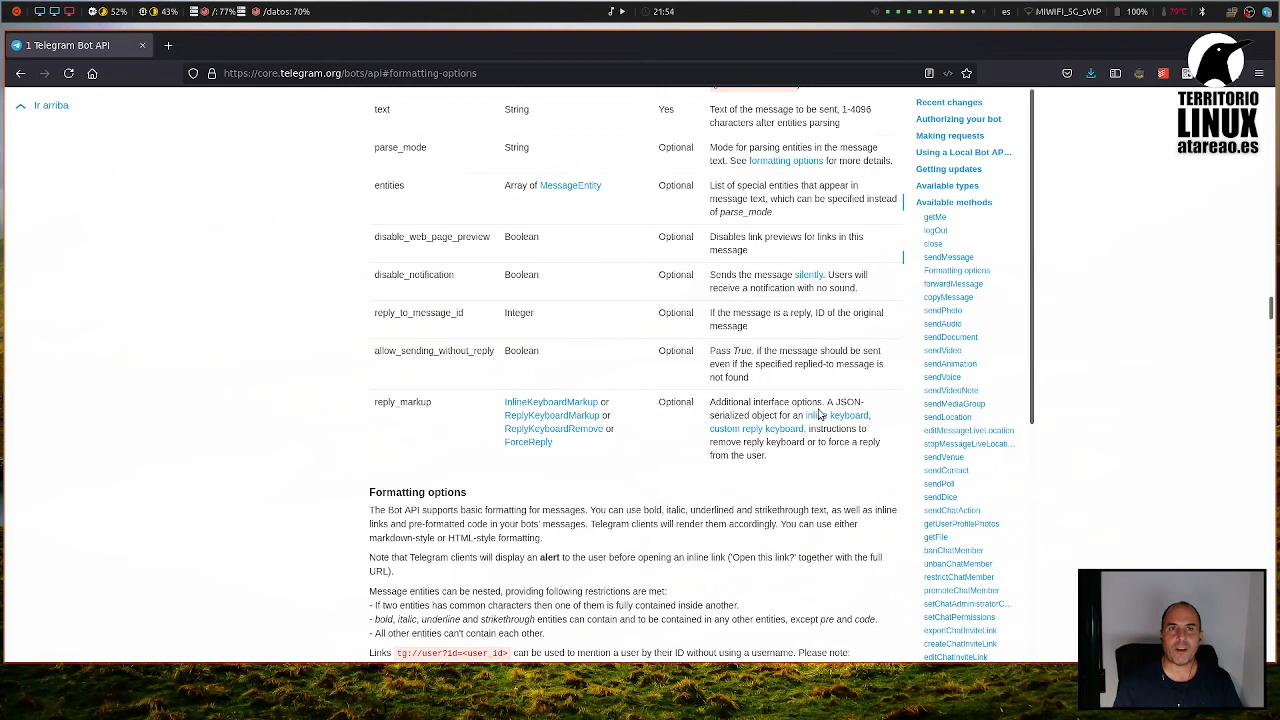 52% 43% /:77% /datos:70% 21:54 es MIWIFI_5G_sVtP 100% 79°C
1 Telegram Bot API
https://core.telegram.org/bots/api#formatting-options
TERRITORIO
LINUX
atareao.es
Ir arriba
text String Yes Text of the message to be sent, 1-4096
characters after entities parsing
parse_mode String Optional Mode for parsing entities in the message
text. See formatting options for more details.
entities Array of MessageEntity Optional List of special entities that appear in
message text, which can be specified instead
of parse_mode
disable_web_page_preview Boolean Optional Disables link previews for links in this
message
disable_notification Boolean Optional Sends the message silently. Users will
receive a notification with no sound.
reply_to_message_id Integer Optional If the message is a reply, ID of the original
message
allow_sending_without_reply Boolean Optional Pass True, if the message should be sent
even if the specified replied-to message is
not found
reply_markup InlineKeyboardMarkup or Optional Additional interface options. A JSON-
ReplyKeyboardMarkup or serialized object for an inline keyboard,
ReplyKeyboardRemove or custom reply keyboard, instructions to
ForceReply remove reply keyboard or to force a reply
from the user.
Formatting options
The Bot API supports basic formatting for messages. You can use bold, italic, underlined and strikethrough text, as well as inline
links and pre-formatted code in your bots' messages. Telegram clients will render them accordingly. You can use either
markdown-style or HTML-style formatting.
Note that Telegram clients will display an alert to the user before opening an inline link ('Open this link?' together with the full
URL).
Message entities can be nested, providing following restrictions are met:
- If two entities have common characters then one of them is fully contained inside another.
- bold, italic, underline and strikethrough entities can contain and to be contained in any other entities, except pre and code.
- All other entities can't contain each other.
Links tg://user?id=<user_id> can be used to mention a user by their ID without using a username. Please note:
Recent changes
Authorizing your bot
Making requests
Using a Local Bot AP…
Getting updates
Available types
Available methods
getMe
logOut
close
sendMessage
Formatting options
forwardMessage
copyMessage
sendPhoto
sendAudio
sendDocument
sendVideo
sendAnimation
sendVoice
sendVideoNote
sendMediaGroup
sendLocation
editMessageLiveLocation
stopMessageLiveLocati…
sendVenue
sendContact
sendPoll
sendDice
sendChatAction
getUserProfilePhotos
getFile
banChatMember
unbanChatMember
restrictChatMember
promoteChatMember
setChatAdministratorC…
setChatPermissions
exportChatInviteLink
createChatInviteLink
editChatInviteLink